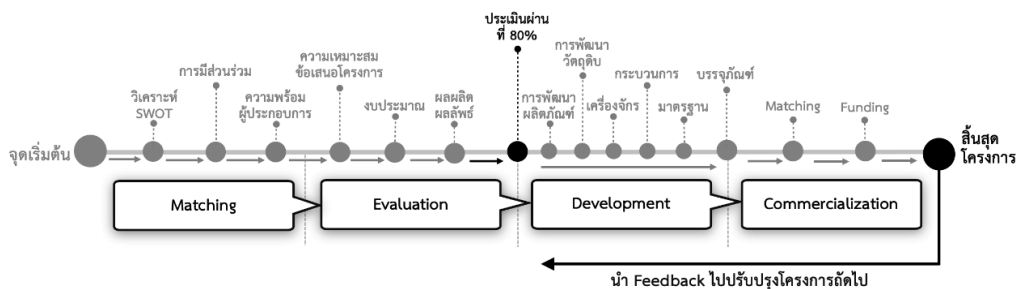 จุดเริ่มต้น
วิเคราะห์
SWOT
การมีส่วนร่วม
ความพร้อม
ผู้ประกอบการ
ความเหมาะสม
ข้อเสนอโครงการ
งบประมาณ
ผลผลิต
ผลลัพธ์
ประเมินผ่าน
ที่ 80%
การพัฒนา
ผลิตภัณฑ์
การพัฒนา
วัตถุดิบ
เครื่องจักร
กระบวนการ
มาตรฐาน
บรรจุภัณฑ์
Matching
Funding
สิ้นสุด
โครงการ
Matching
Evaluation
Development
Commercialization
นำ Feedback ไปปรับปรุงโครงการถัดไป